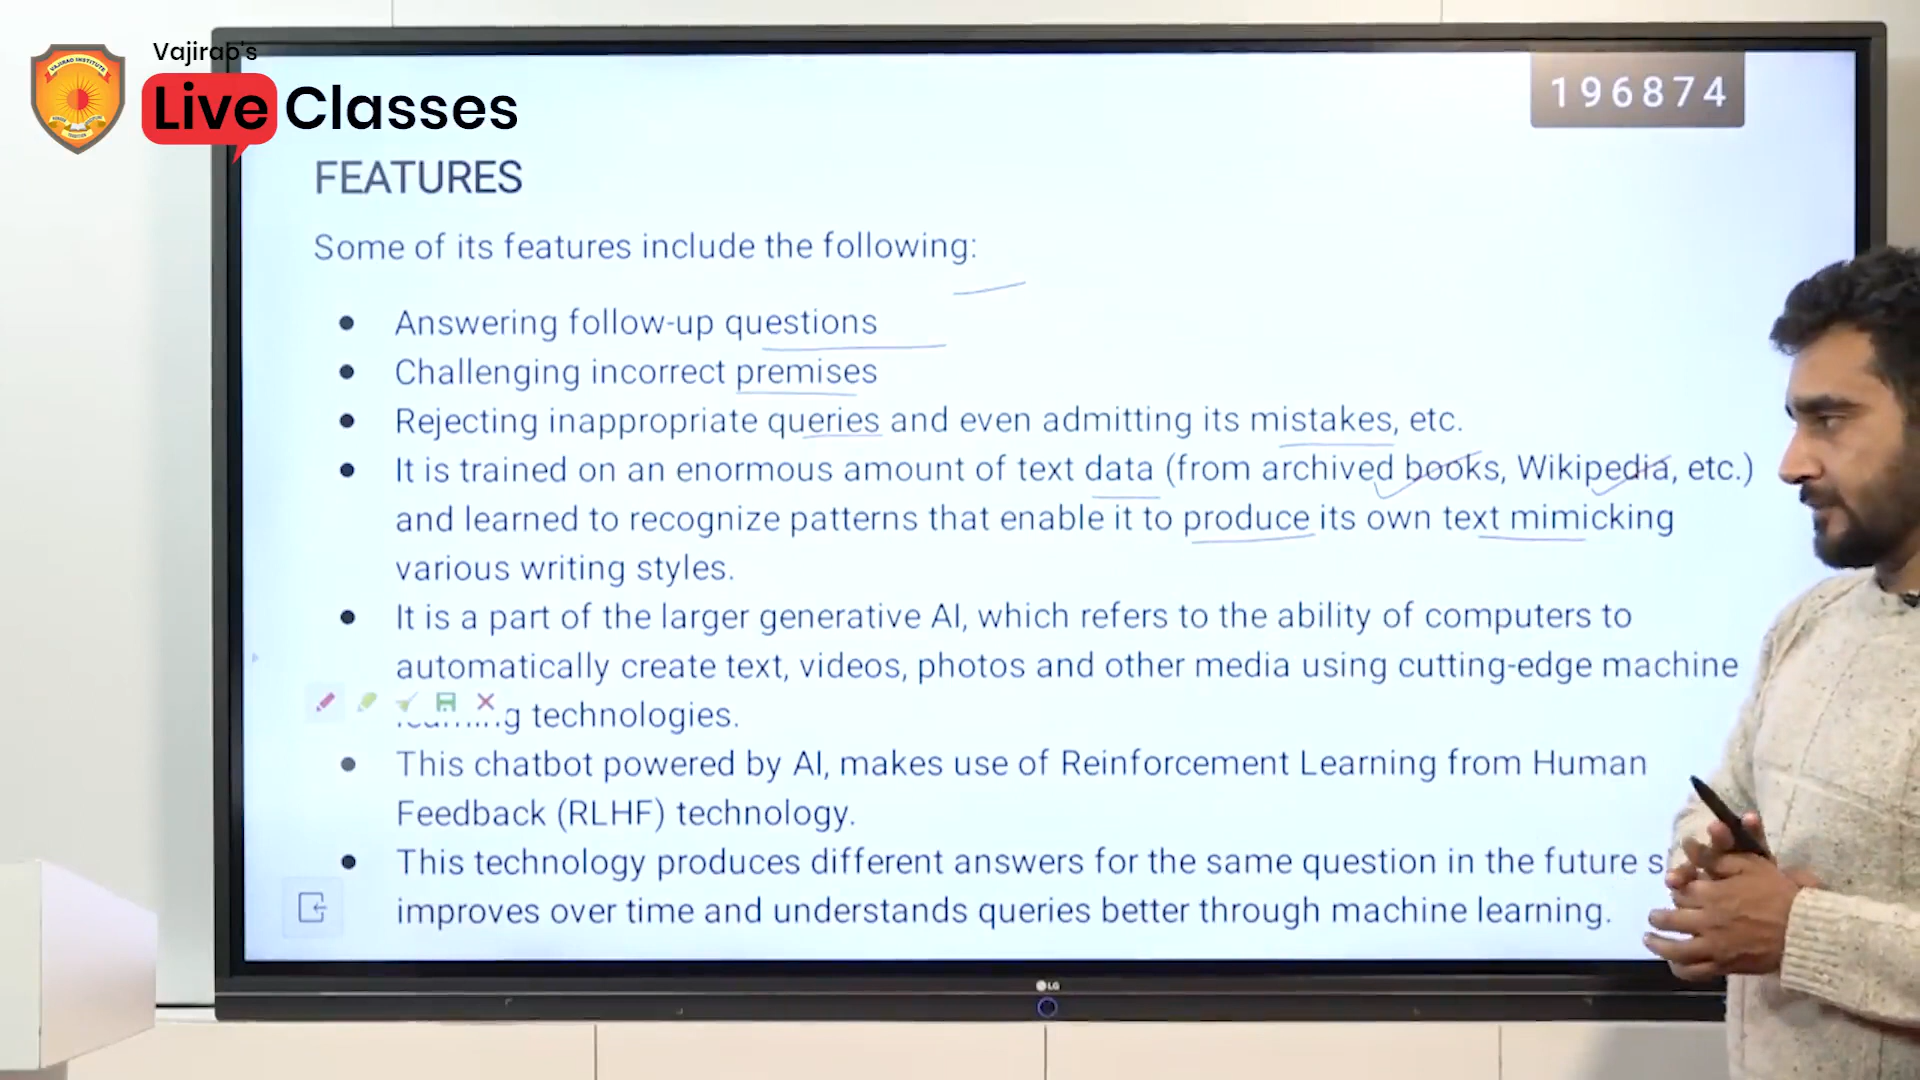 Vajirao's
Live Classes
VAJIRAO INSTITUTE
196874
FEATURES
Some of its features include the following:
● Answering follow-up questions
● Challenging incorrect premises
● Rejecting inappropriate queries and even admitting its mistakes, etc.
● It is trained on an enormous amount of text data (from archived books, Wikipedia, etc.)
and learned to recognize patterns that enable it to produce its own text mimicking
various writing styles.
● It is a part of the larger generative AI, which refers to the ability of computers to
automatically create text, videos, photos and other media using cutting-edge machine
technologies.
● This chatbot powered by AI, makes use of Reinforcement Learning from Human
Feedback (RLHF) technology.
● This technology produces different answers for the same question in the future
improves over time and understands queries better through machine learning.
LG